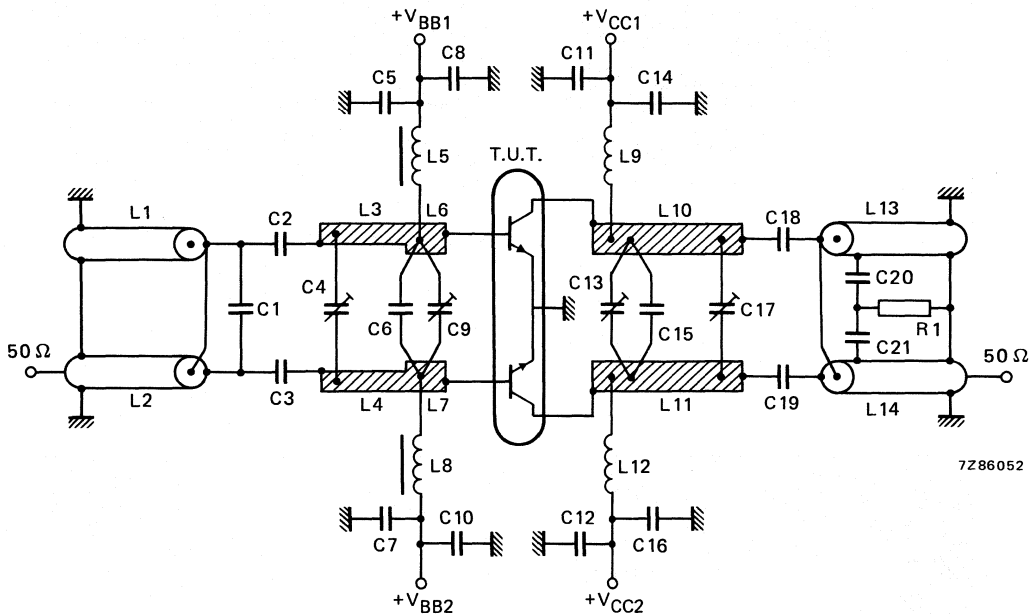 +VBB1
+VCC1
C8
C11
C5
C14
L5
T.U.T.
L9
L1
C2
L3
L6
L10
C18
L13
C4
C1
C6
C9
C13
C15
C17
C20
R1
C21
50 Ω
50 Ω
L2
C3
L4
L7
L11
C19
L14
L8
L12
7Z86052
C7
C10
C12
C16
+VBB2
+VCC2